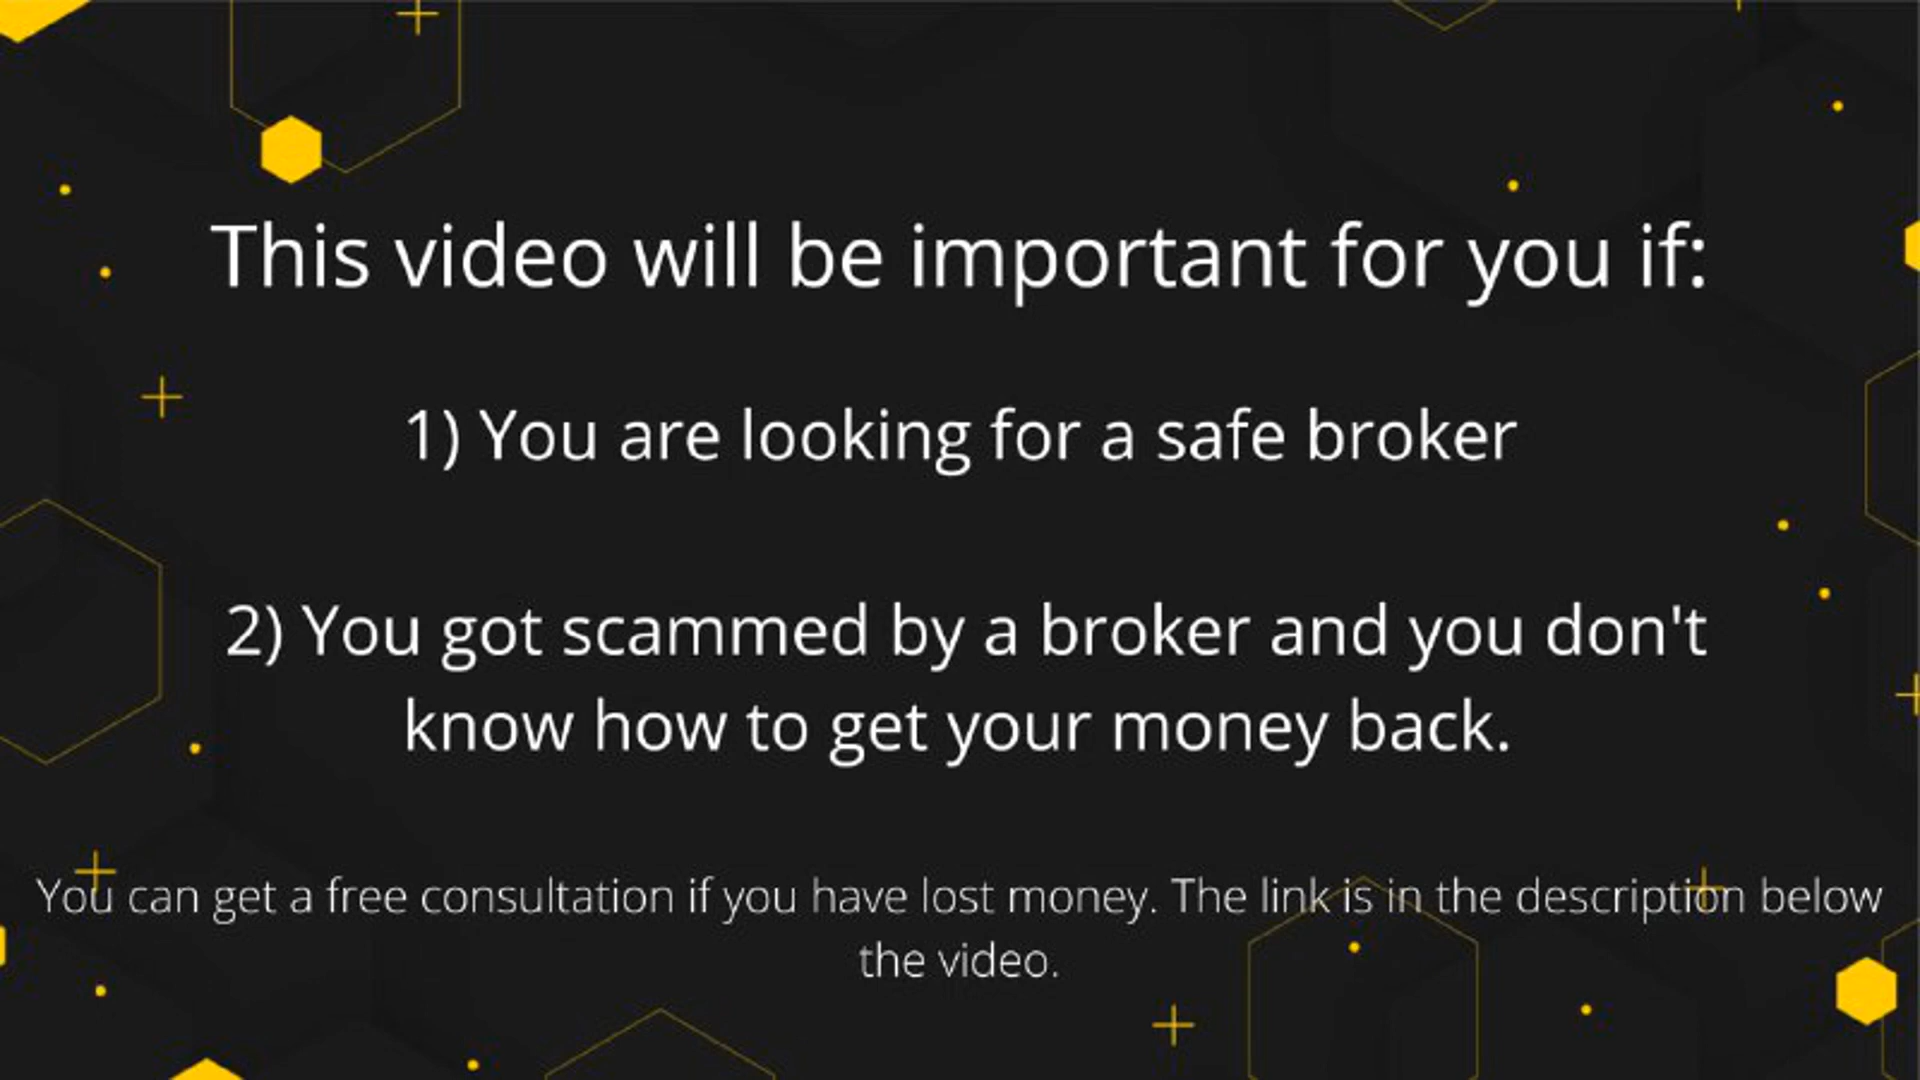 This video will be important for you if:
1) You are looking for a safe broker
2) You got scammed by a broker and you don't
know how to get your money back.
You can get a free consultation if you have lost money. The link is in the description below
the video.